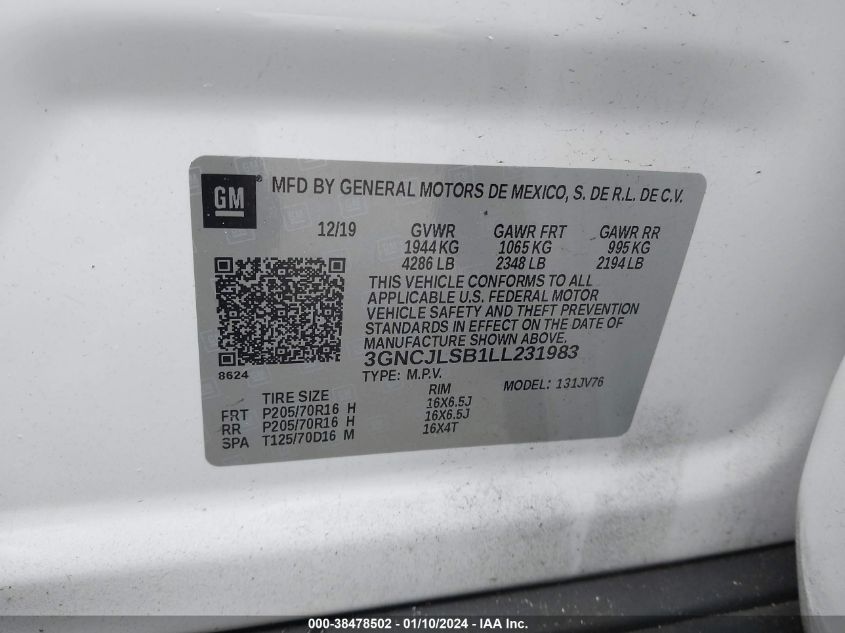 GM® MFD BY GENERAL MOTORS DE MEXICO, S. DE R.L. DE C.V.
12/19 GVWR GAWR FRT GAWR RR
1944 KG 1065 KG 995 KG
4286 LB 2348 LB 2194 LB
THIS VEHICLE CONFORMS TO ALL
APPLICABLE U.S. FEDERAL MOTOR
VEHICLE SAFETY AND THEFT PREVENTION
STANDARDS IN EFFECT ON THE DATE OF
MANUFACTURE SHOWN ABOVE.
3GNCJLSB1LL231983
8624
TYPE: M.P.V. MODEL: 131JV76
TIRE SIZE RIM
FRT P205/70R16 H 16X6.5J
RR P205/70R16 H 16X6.5J
SPA T125/70D16 M 16X4T
000-38478502 - 01/10/2024 - IAA Inc.